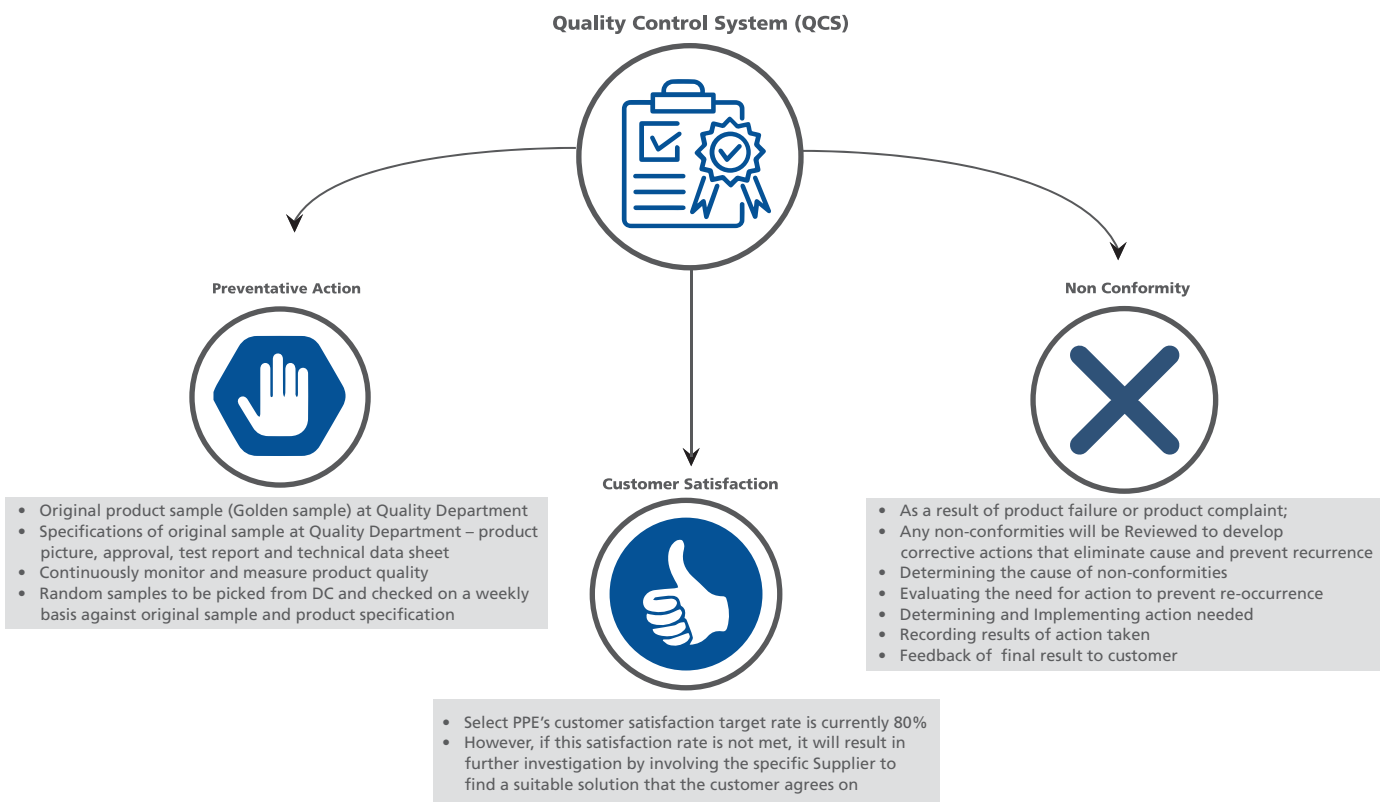 Quality Control System (QCS)
Preventative Action
• Original product sample (Golden sample) at Quality Department
• Specifications of original sample at Quality Department – product
picture, approval, test report and technical data sheet
• Continuously monitor and measure product quality
• Random samples to be picked from DC and checked on a weekly
basis against original sample and product specification
Customer Satisfaction
• Select PPE's customer satisfaction target rate is currently 80%
• However, if this satisfaction rate is not met, it will result in
further investigation by involving the specific Supplier to
find a suitable solution that the customer agrees on
Non Conformity
• As a result of product failure or product complaint;
• Any non-conformities will be Reviewed to develop
corrective actions that eliminate cause and prevent recurrence
• Determining the cause of non-conformities
• Evaluating the need for action to prevent re-occurrence
• Determining and Implementing action needed
• Recording results of action taken
• Feedback of final result to customer